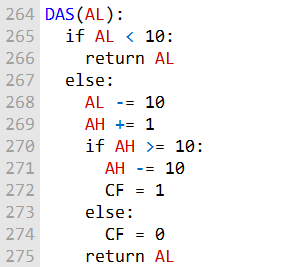 264 DAS(AL):
265   if AL < 10:
266     return AL
267   else:
268     AL -= 10
269     AH += 1
270     if AH >= 10:
271       AH -= 10
272       CF = 1
273     else:
274       CF = 0
275     return AL